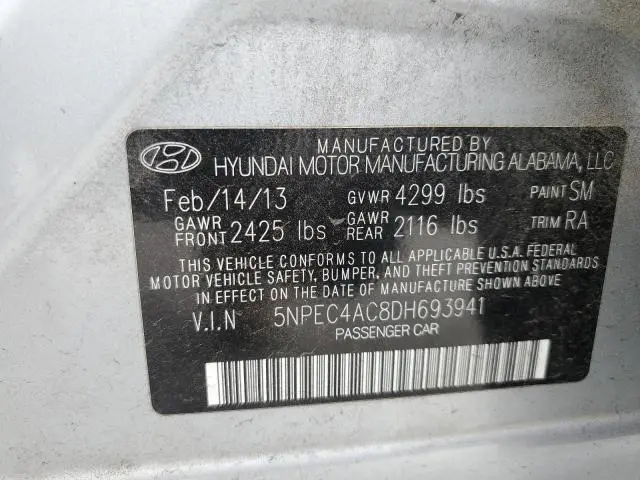 MANUFACTURED BY
HYUNDAI MOTOR MANUFACTURING ALABAMA, LLC
Feb/14/13 GVWR 4299 lbs PAINT SM
GAWR FRONT 2425 lbs GAWR REAR 2116 lbs TRIM RA
THIS VEHICLE CONFORMS TO ALL APPLICABLE U.S.A. FEDERAL
MOTOR VEHICLE SAFETY, BUMPER, AND THEFT PREVENTION STANDARDS
IN EFFECT ON THE DATE OF MANUFACTURE SHOWN ABOVE
V.I.N 5NPEC4AC8DH693941
PASSENGER CAR